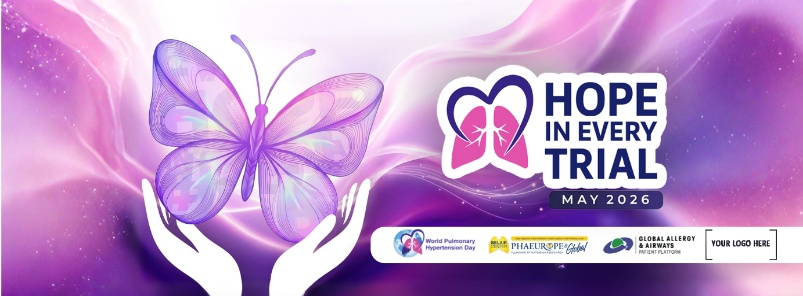 HOPE
IN EVERY
TRIAL
MAY 2026
World Pulmonary
Hypertension Day
PHAEUROPE & Global
GLOBAL ALLERGY
& AIRWAYS
PATIENT PLATFORM
YOUR LOGO HERE